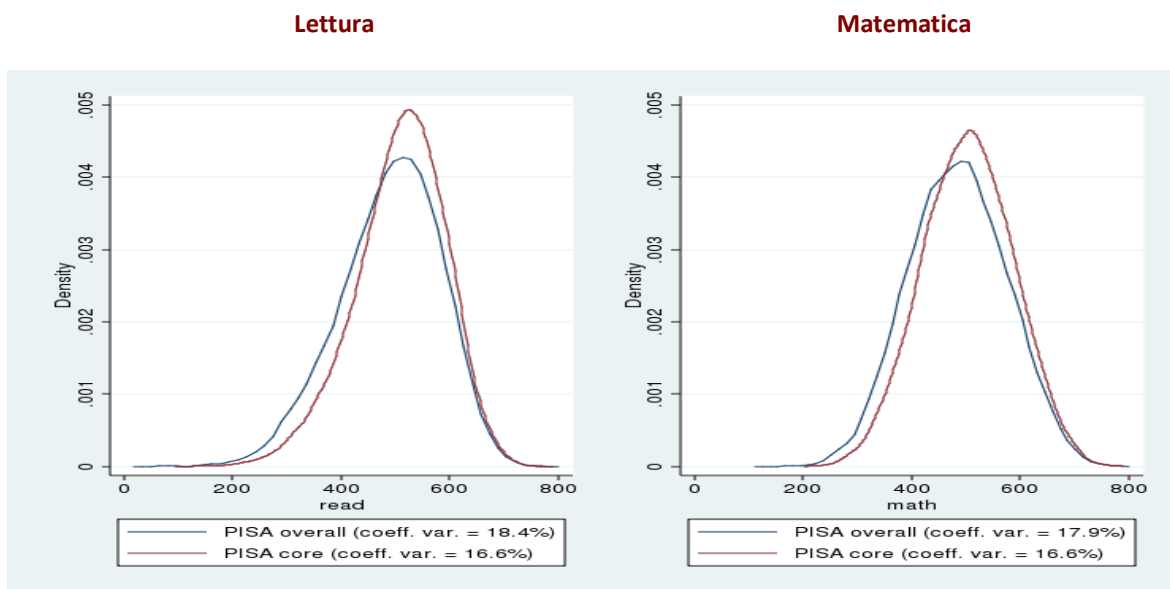 Lettura
Matematica
Density
0
.001
.002
.003
.004
.005
0
200
400
600
800
read
PISA overall (coeff. var. = 18.4%)
PISA core (coeff. var. = 16.6%)
Density
0
.001
.002
.003
.004
.005
0
200
400
600
800
math
PISA overall (coeff. var. = 17.9%)
PISA core (coeff. var. = 16.6%)